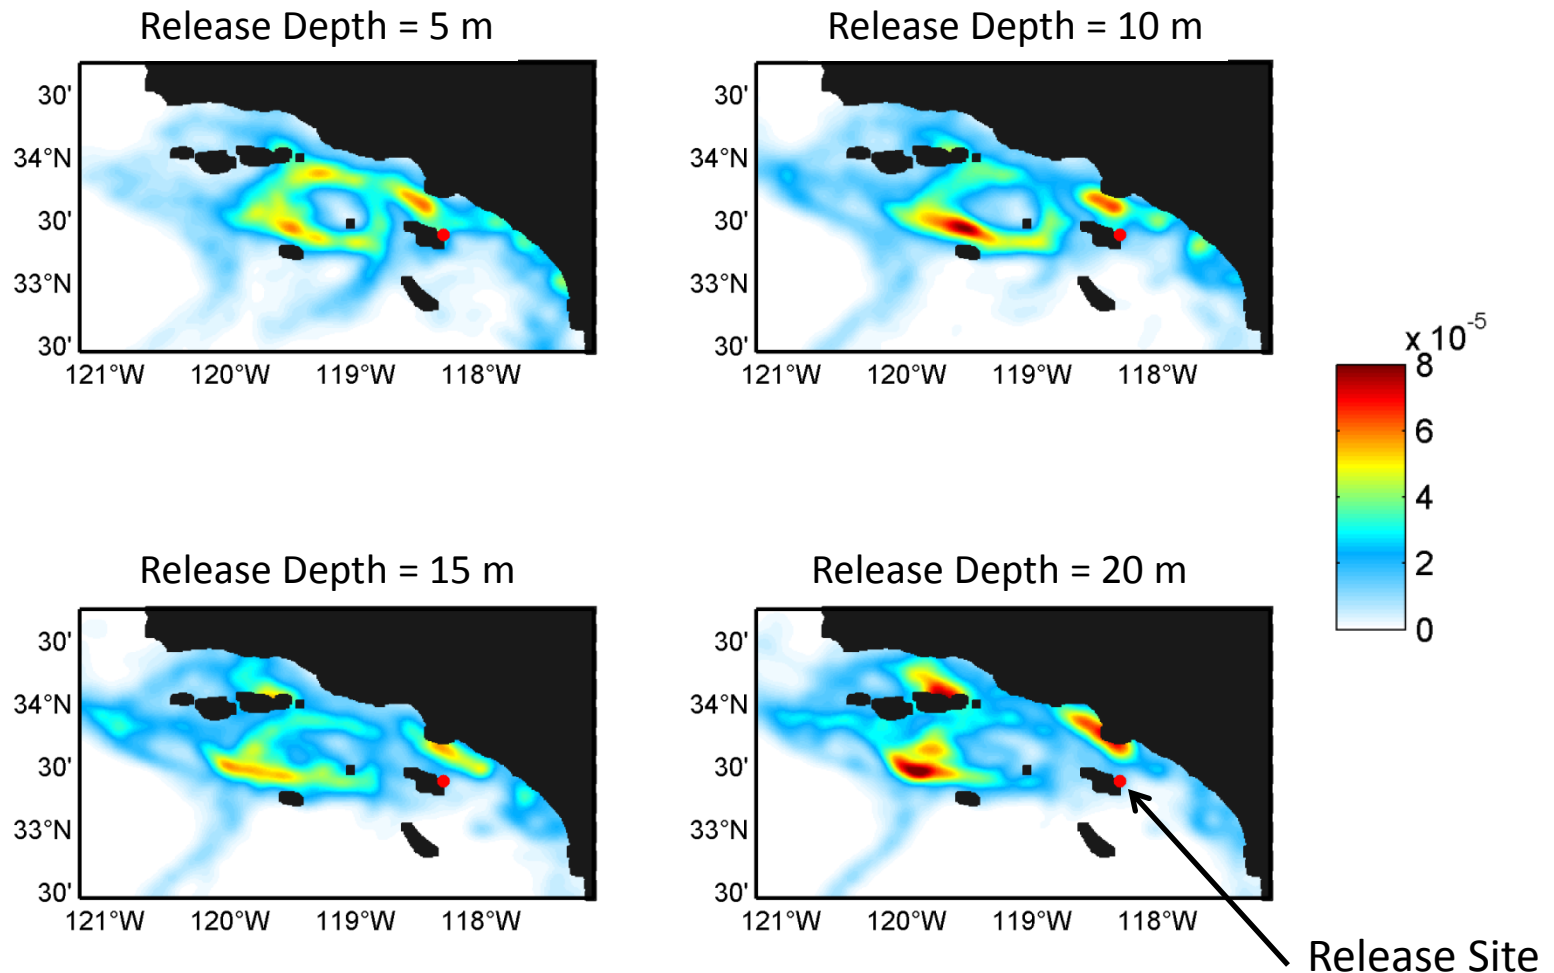 Release Depth = 5 m
30'
34°N
30'
33°N
30'
121°W 120°W 119°W 118°W
Release Depth = 10 m
30'
34°N
30'
33°N
30'
121°W 120°W 119°W 118°W
x 10^-5
8
6
4
2
0
Release Depth = 15 m
30'
34°N
30'
33°N
30'
121°W 120°W 119°W 118°W
Release Depth = 20 m
30'
34°N
30'
33°N
30'
121°W 120°W 119°W 118°W
Release Site